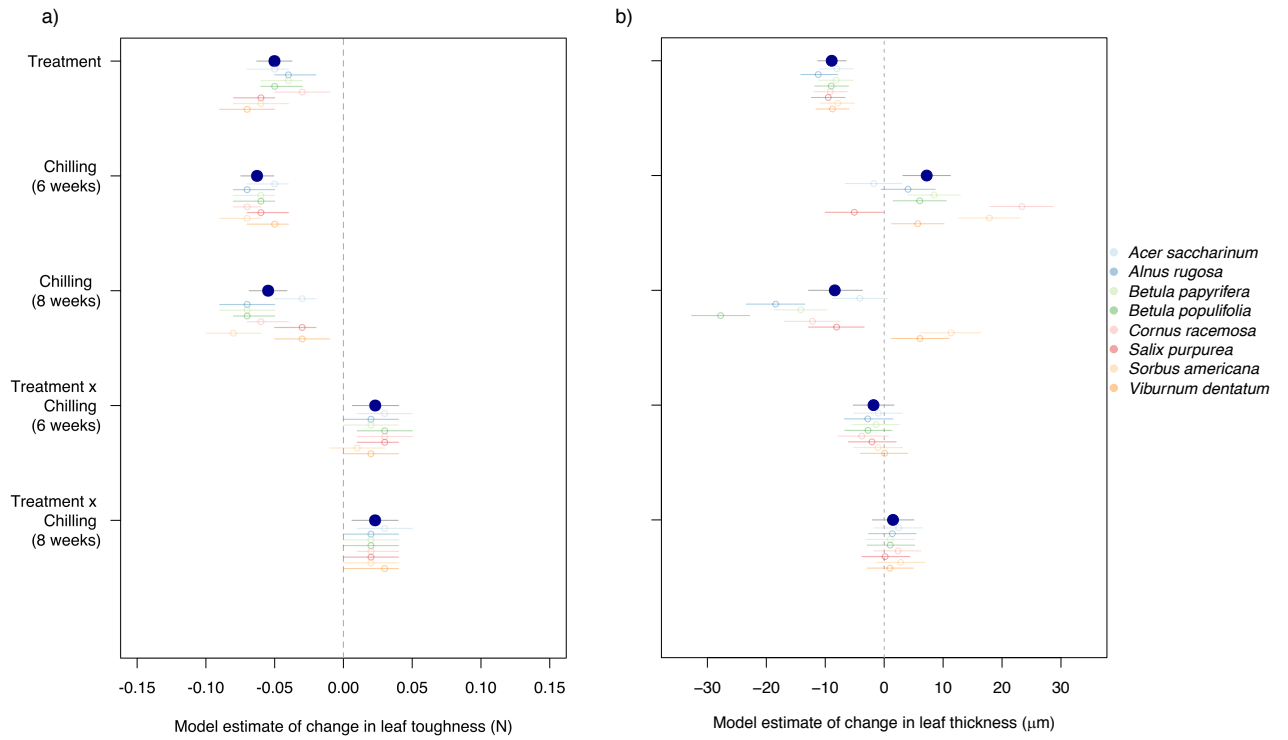 a)
b)
Treatment
Chilling
(6 weeks)
Chilling
(8 weeks)
Treatment x
Chilling
(6 weeks)
Treatment x
Chilling
(8 weeks)
-0.15 -0.10 -0.05 0.00 0.05 0.10 0.15
Model estimate of change in leaf toughness (N)
−30 −20 −10 0 10 20 30
Model estimate of change in leaf thickness (μm)
Acer saccharinum
Alnus rugosa
Betula papyrifera
Betula populifolia
Cornus racemosa
Salix purpurea
Sorbus americana
Viburnum dentatum